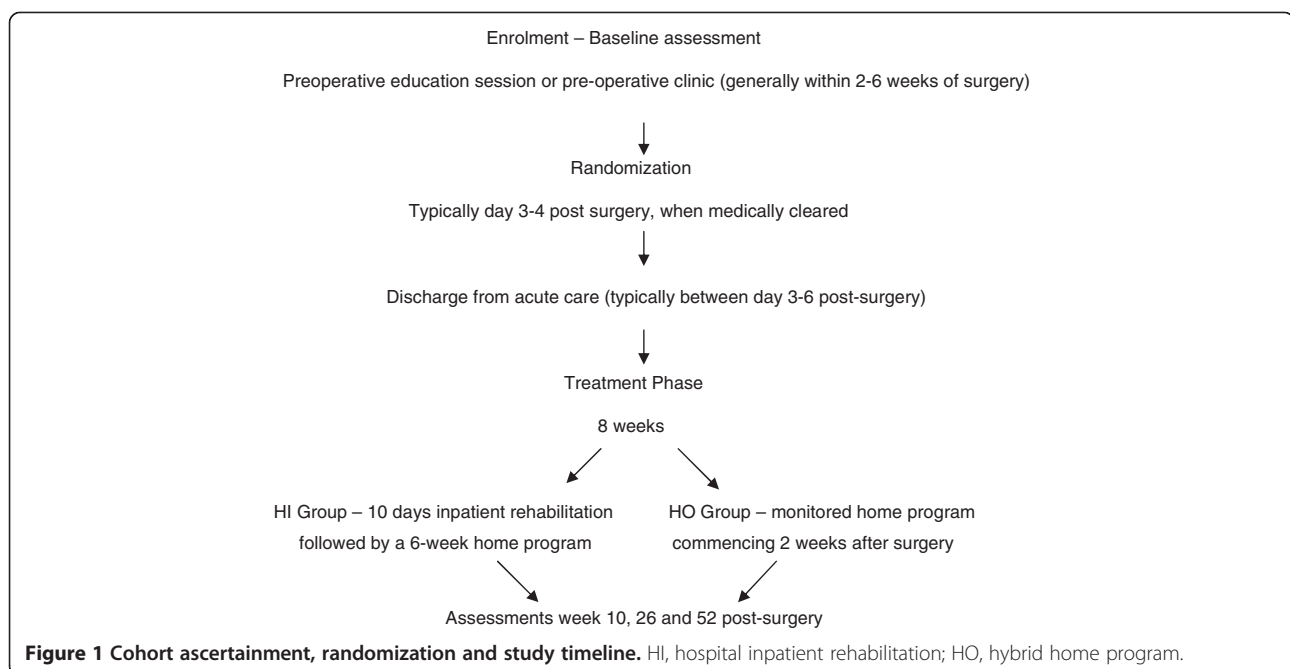 Enrolment – Baseline assessment
Preoperative education session or pre-operative clinic (generally within 2-6 weeks of surgery)
Randomization
Typically day 3-4 post surgery, when medically cleared
Discharge from acute care (typically between day 3-6 post-surgery)
Treatment Phase
8 weeks
HI Group – 10 days inpatient rehabilitation
followed by a 6-week home program
HO Group – monitored home program
commencing 2 weeks after surgery
Assessments week 10, 26 and 52 post-surgery
Figure 1 Cohort ascertainment, randomization and study timeline. HI, hospital inpatient rehabilitation; HO, hybrid home program.